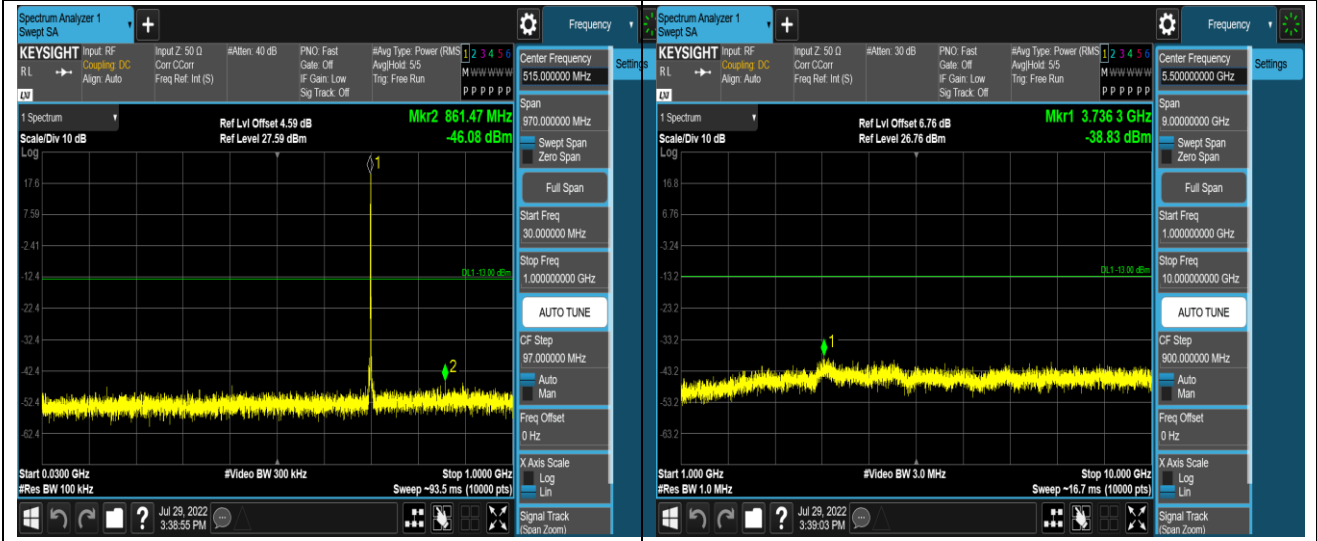 Spectrum Analyzer 1
Swept SA
Frequency
Settings
KEYSIGHT
Input: RF
Coupling: DC
Align: Auto
Input Z: 50 Ω
Corr CCorr
Freq Ref: Int (S)
#Atten: 40 dB
PNO: Fast
Gate: Off
IF Gain: Low
Sig Track: Off
#Avg Type: Power (RMS
Avg|Hold: 5/5
Trig: Free Run
1 2 3 4 5 6
M W W W W W
P P P P P P
R L
LXI
1 Spectrum
Scale/Div 10 dB
Log
Ref Lvl Offset 4.59 dB
Ref Level 27.59 dBm
Mkr2 861.47 MHz
-46.08 dBm
1
17.6
7.59
-2.41
-12.4
DL1 -13.00 dBm
-22.4
-32.4
-42.4
2
-52.4
-62.4
Start 0.0300 GHz
#Video BW 300 kHz
Stop 1.0000 GHz
#Res BW 100 kHz
Sweep ~93.5 ms (10000 pts)
Jul 29, 2022
3:38:55 PM
Center Frequency
515.000000 MHz
Span
970.000000 MHz
Swept Span
Zero Span
Full Span
Start Freq
30.000000 MHz
Stop Freq
1.000000000 GHz
AUTO TUNE
CF Step
97.000000 MHz
Auto
Man
Freq Offset
0 Hz
X Axis Scale
Log
Lin
Signal Track
(Span Zoom)
Spectrum Analyzer 1
Swept SA
Frequency
Settings
KEYSIGHT
Input: RF
Coupling: DC
Align: Auto
Input Z: 50 Ω
Corr CCorr
Freq Ref: Int (S)
#Atten: 30 dB
PNO: Fast
Gate: Off
IF Gain: Low
Sig Track: Off
#Avg Type: Power (RMS
Avg|Hold: 5/5
Trig: Free Run
1 2 3 4 5 6
M W W W W W
P P P P P P
R L
LXI
1 Spectrum
Scale/Div 10 dB
Log
Ref Lvl Offset 6.76 dB
Ref Level 26.76 dBm
Mkr1 3.736 3 GHz
-38.83 dBm
16.8
6.76
-3.24
-13.2
DL1 -13.00 dBm
-23.2
-33.2
1
-43.2
-53.2
-63.2
Start 1.000 GHz
#Video BW 3.0 MHz
Stop 10.000 GHz
#Res BW 1.0 MHz
Sweep ~16.7 ms (10000 pts)
Jul 29, 2022
3:39:03 PM
Center Frequency
5.500000000 GHz
Span
9.00000000 GHz
Swept Span
Zero Span
Full Span
Start Freq
1.000000000 GHz
Stop Freq
10.000000000 GHz
AUTO TUNE
CF Step
900.000000 MHz
Auto
Man
Freq Offset
0 Hz
X Axis Scale
Log
Lin
Signal Track
(Span Zoom)